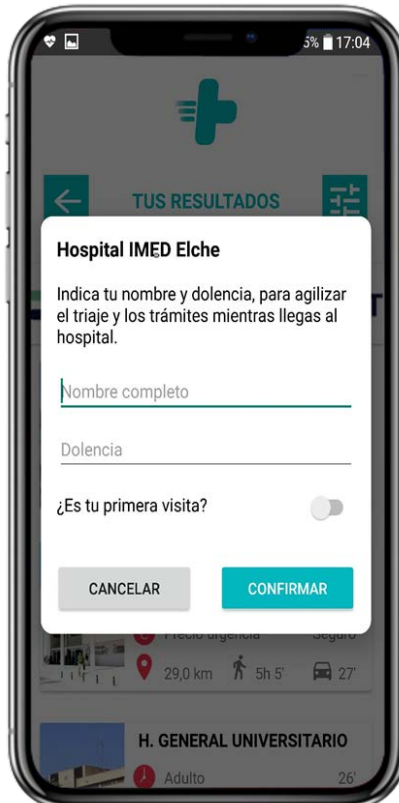 5% 17:04
TUS RESULTADOS
Hospital IMED Elche
Indica tu nombre y dolencia, para agilizar
el triaje y los trámites mientras llegas al
hospital.
Nombre completo
Dolencia
¿Es tu primera visita?
CANCELAR CONFIRMAR
Precio urgencia Seguro
29,0 km 5h 5' 27'
H. GENERAL UNIVERSITARIO
Adulto 26'